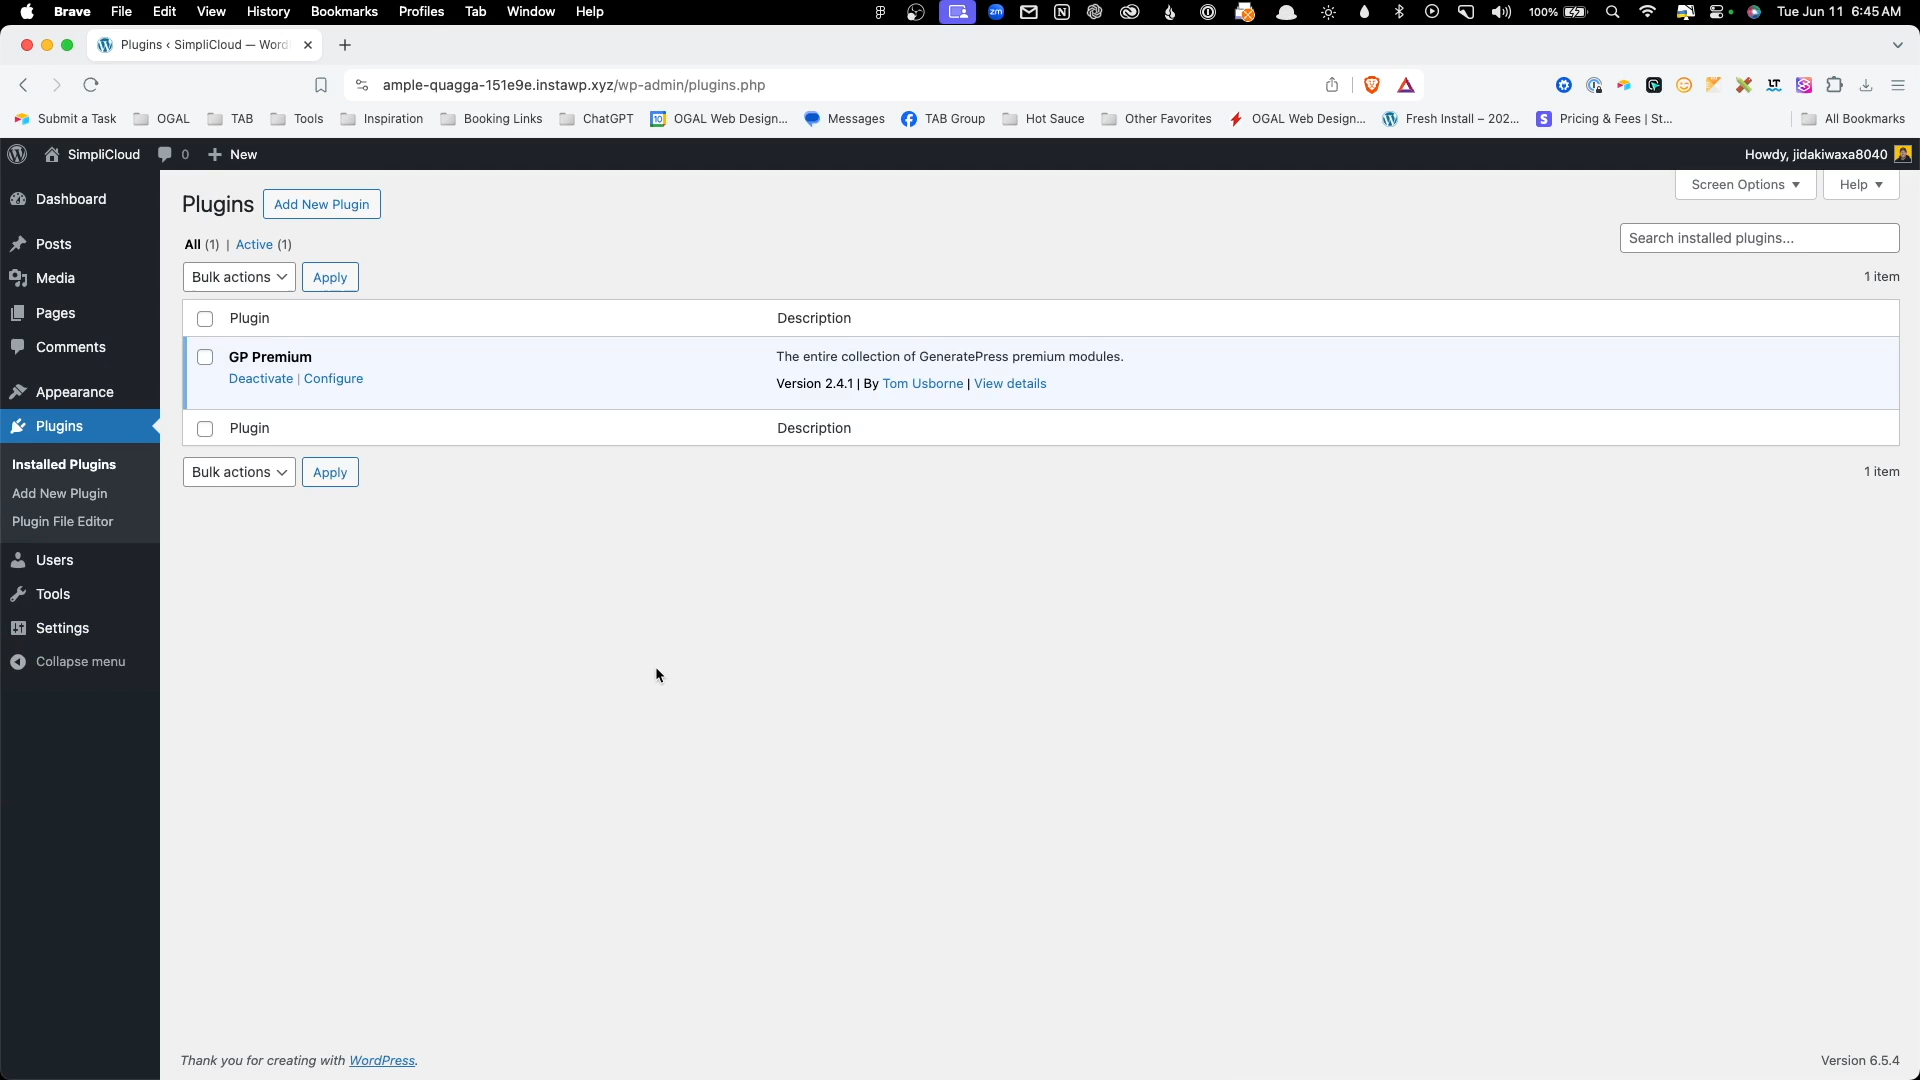 Brave File Edit View History Bookmarks Profiles Tab Window Help 100% Tue Jun 11 6:45 AM
Plugins ‹ SimpliCloud — Word
ample-quagga-151e9e.instawp.xyz/wp-admin/plugins.php
Submit a Task OGAL TAB Tools Inspiration Booking Links ChatGPT OGAL Web Design... Messages TAB Group Hot Sauce Other Favorites OGAL Web Design... Fresh Install – 202... Pricing & Fees | St... All Bookmarks
SimpliCloud 0 New Howdy, jidakiwaxa8040
Screen Options Help
Dashboard
Posts
Media
Pages
Comments
Appearance
Plugins
Installed Plugins
Add New Plugin
Plugin File Editor
Users
Tools
Settings
Collapse menu
Plugins Add New Plugin
All (1) | Active (1)
Search installed plugins...
Bulk actions Apply 1 item
Plugin Description
GP Premium The entire collection of GeneratePress premium modules.
Deactivate | Configure Version 2.4.1 | By Tom Usborne | View details
Plugin Description
Bulk actions Apply 1 item
Thank you for creating with WordPress. Version 6.5.4